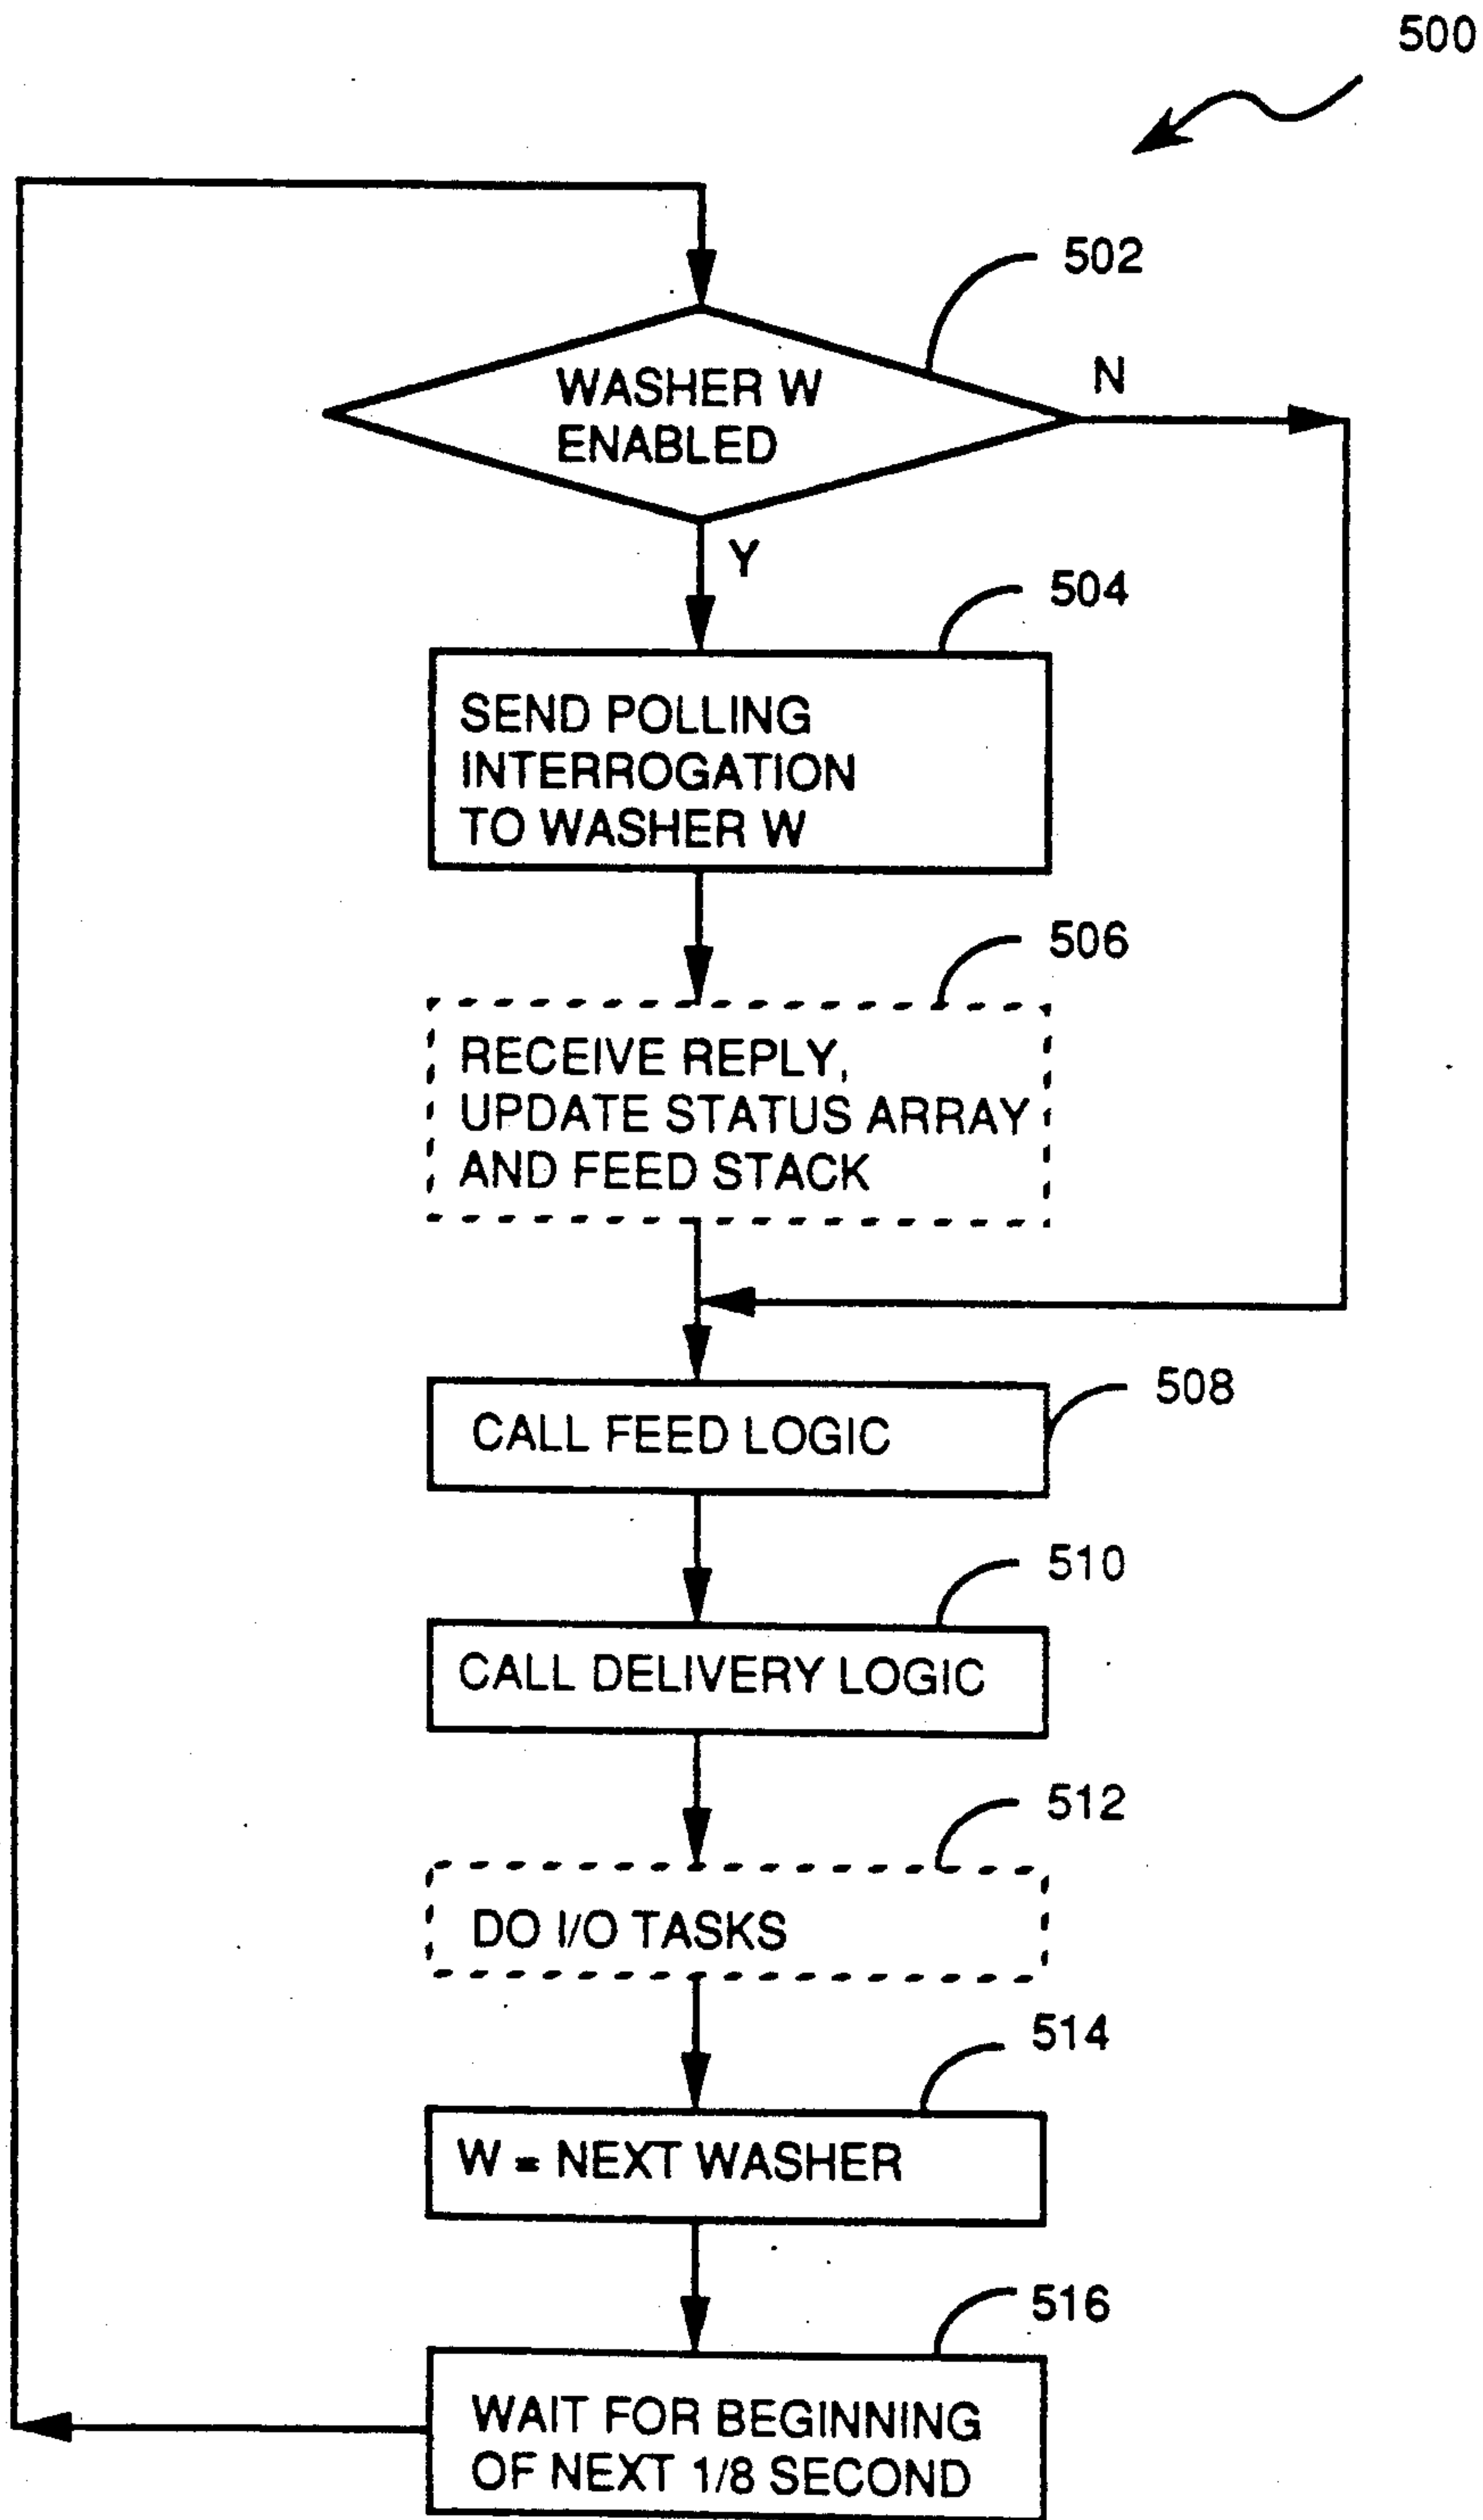 500
502
WASHER W
ENABLED
N
Y
504
SEND POLLING
INTERROGATION
TO WASHER W
506
RECEIVE REPLY,
UPDATE STATUS ARRAY
AND FEED STACK
508
CALL FEED LOGIC
510
CALL DELIVERY LOGIC
512
DO I/O TASKS
514
W = NEXT WASHER
516
WAIT FOR BEGINNING
OF NEXT 1/8 SECOND